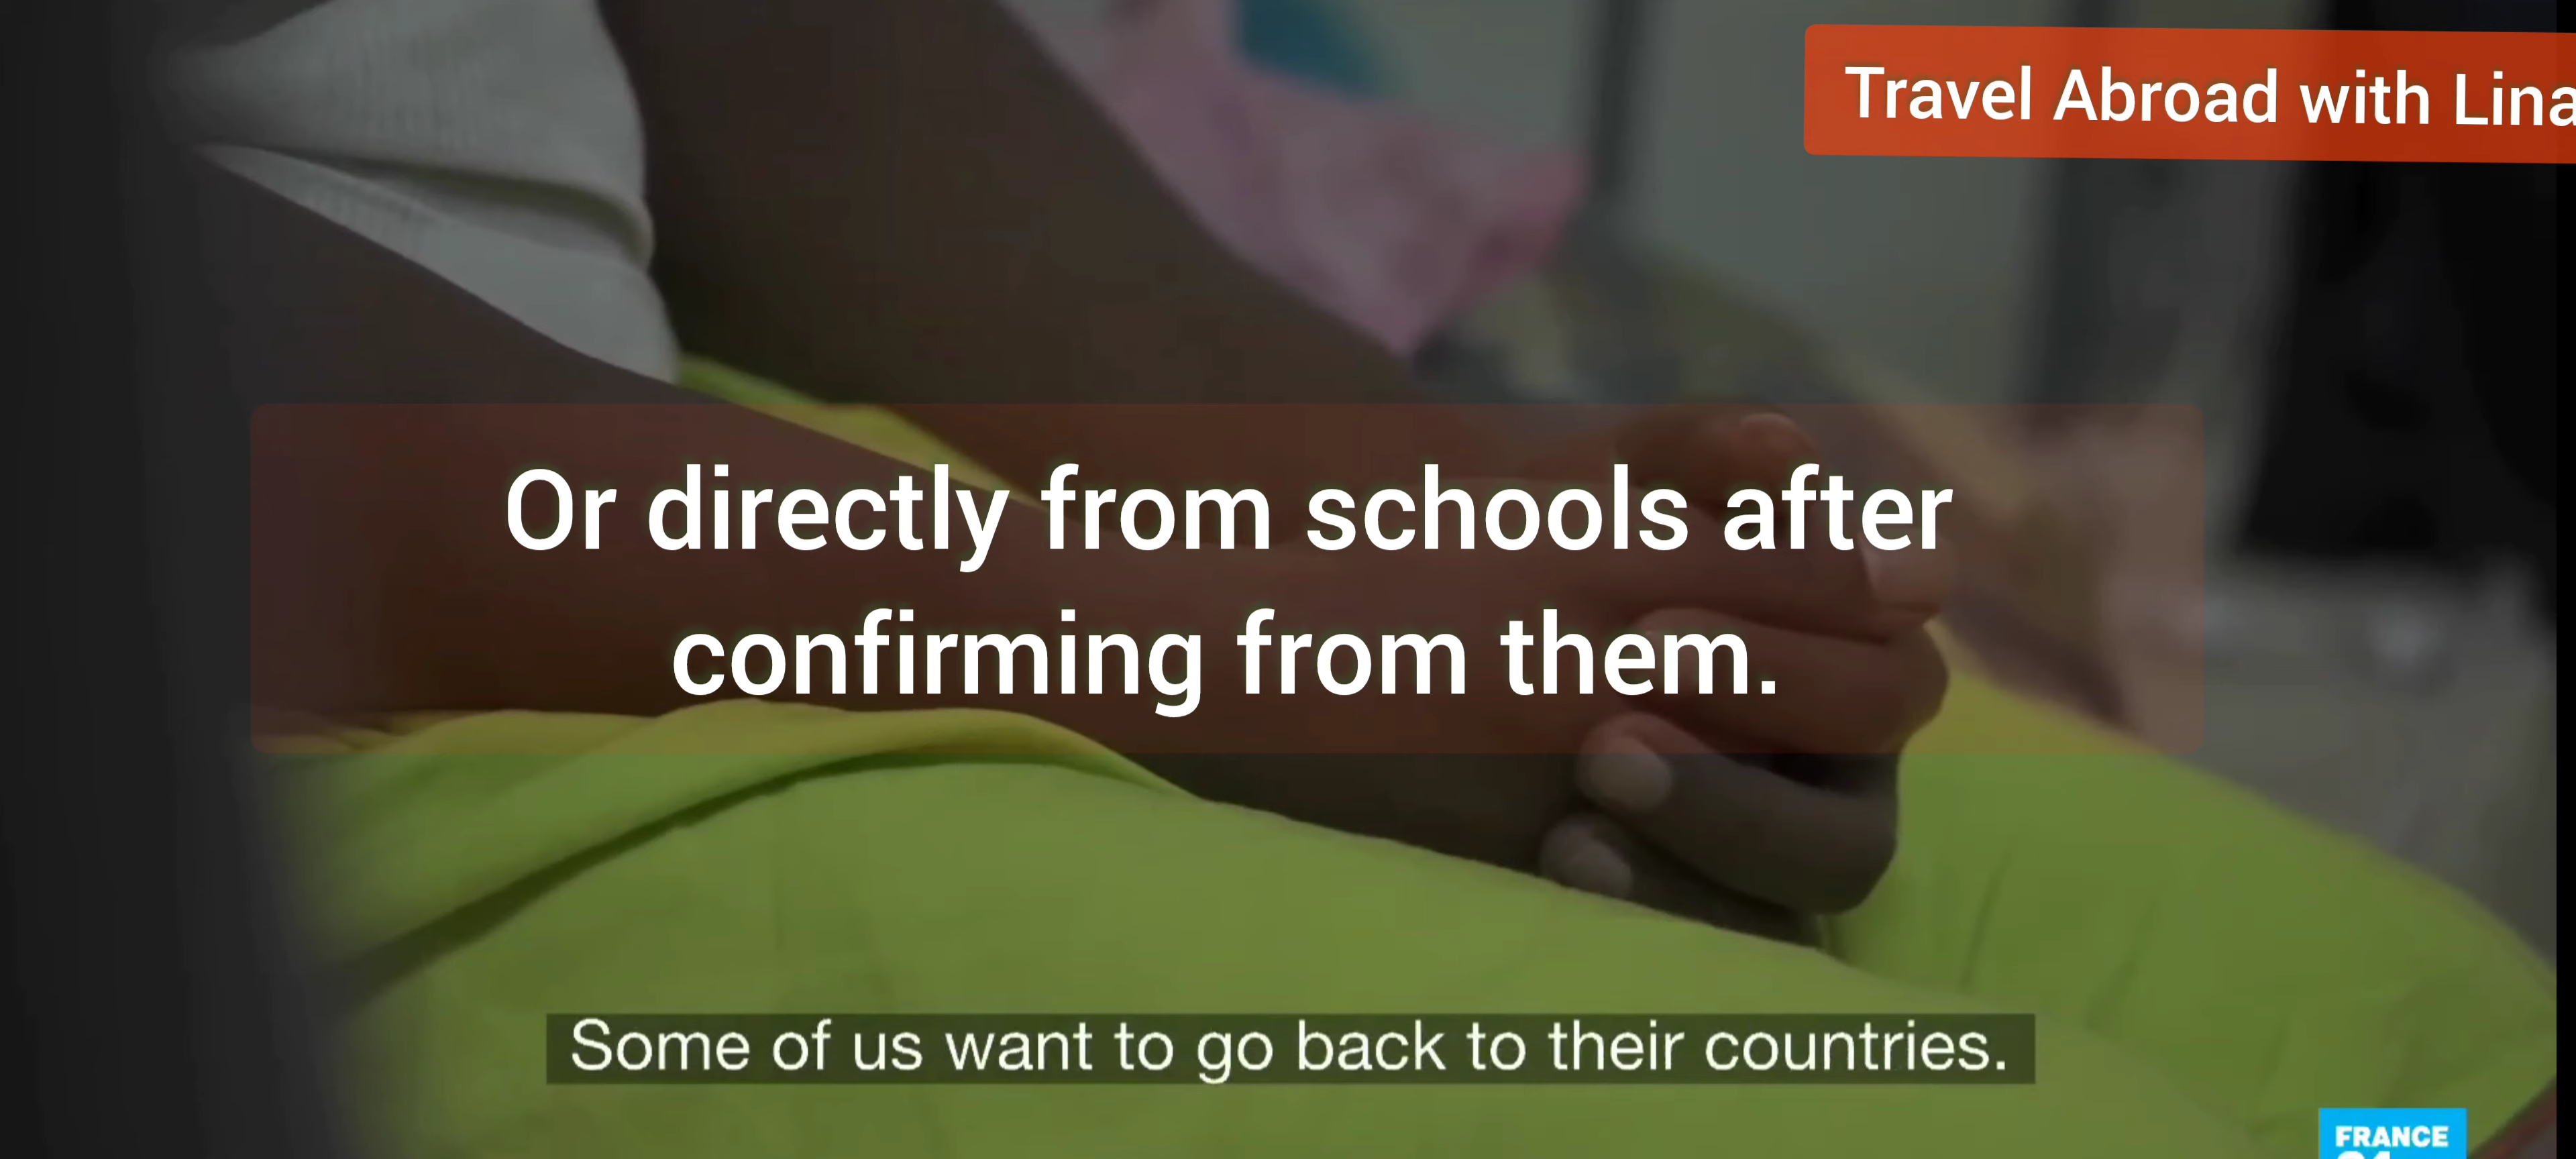 Travel Abroad with Lina
Or directly from schools after
confirming from them.
Some of us want to go back to their countries.
FRANCE